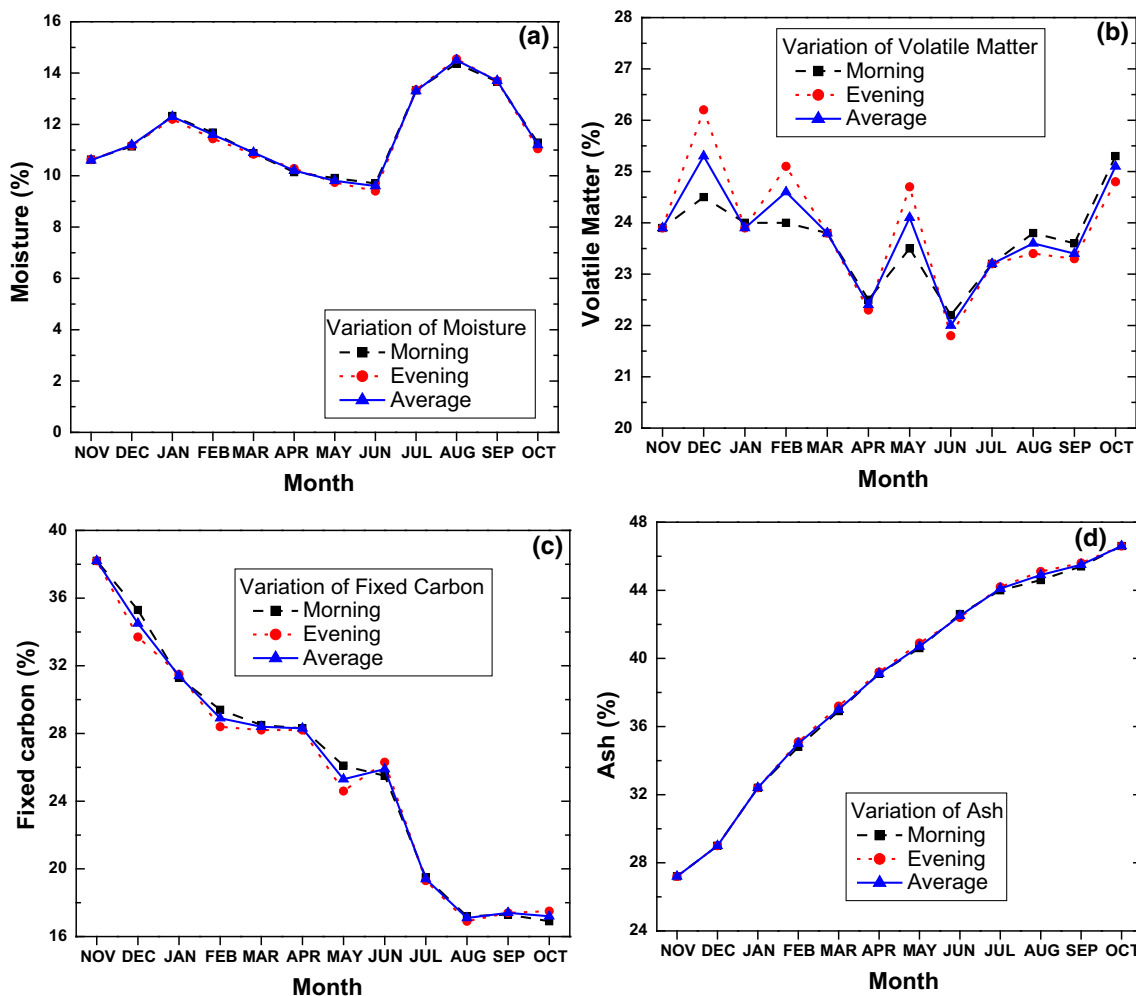 (a)
16
14
12
10
8
6
4
2
0
Moisture (%)
Variation of Moisture
Morning
Evening
Average
NOV DEC JAN FEB MAR APR MAY JUN JUL AUG SEP OCT
Month
(b)
28
27
26
25
24
23
22
21
20
Volatile Matter (%)
Variation of Volatile Matter
Morning
Evening
Average
NOV DEC JAN FEB MAR APR MAY JUN JUL AUG SEP OCT
Month
(c)
40
36
32
28
24
20
16
Fixed carbon (%)
Variation of Fixed Carbon
Morning
Evening
Average
NOV DEC JAN FEB MAR APR MAY JUN JUL AUG SEP OCT
Month
(d)
48
44
40
36
32
28
24
Ash (%)
Variation of Ash
Morning
Evening
Average
NOV DEC JAN FEB MAR APR MAY JUN JUL AUG SEP OCT
Month